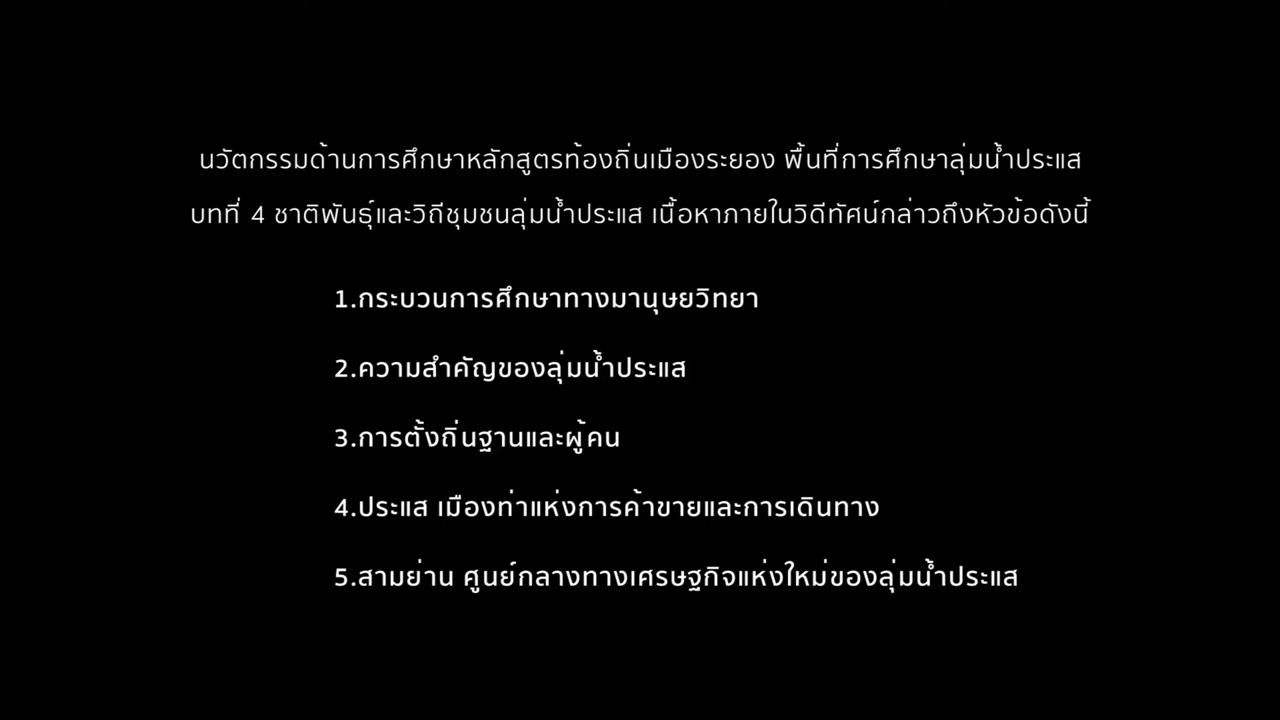 นวัตกรรมด้านการศึกษาหลักสูตรท้องถิ่นเมืองระยอง พื้นที่การศึกษาลุ่มน้ำประแส
บทที่ 4 ชาติพันธุ์และวิถีชุมชนลุ่มน้ำประแส เนื้อหาภายในวิดีทัศน์กล่าวถึงหัวข้อดังนี้
1.กระบวนการศึกษาทางมานุษยวิทยา
2.ความสำคัญของลุ่มน้ำประแส
3.การตั้งถิ่นฐานและผู้คน
4.ประแส เมืองท่าแห่งการค้าขายและการเดินทาง
5.สามย่าน ศูนย์กลางทางเศรษฐกิจแห่งใหม่ของลุ่มน้ำประแส